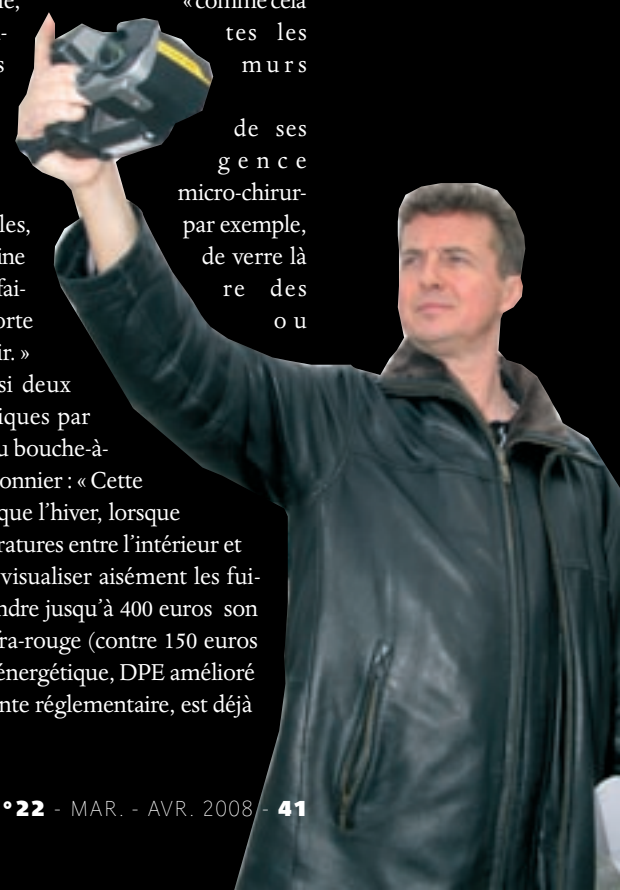 « comme cela
tes les
murs
de ses
gence
micro-chirur-
les,
par exemple,
ine
de verre là
fai-
re des
orte
ou
ir. »
si deux
iques par
u bouche-à-
onnier : « Cette
que l’hiver, lorsque
ratures entre l’intérieur et
visualiser aisément les fui-
ndre jusqu’à 400 euros son
fra-rouge (contre 150 euros
énergétique, DPE amélioré
nte réglementaire, est déjà
°22 - MAR. - AVR. 2008 - 41